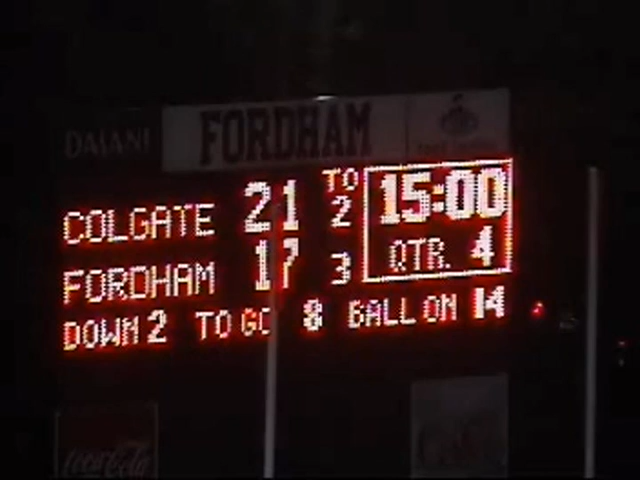 FORDHAM
COLGATE 21 TO 2 15:00
FORDHAM 17 3 QTR. 4
DOWN 2 TO GO 8 BALL ON 14
Coca-Cola